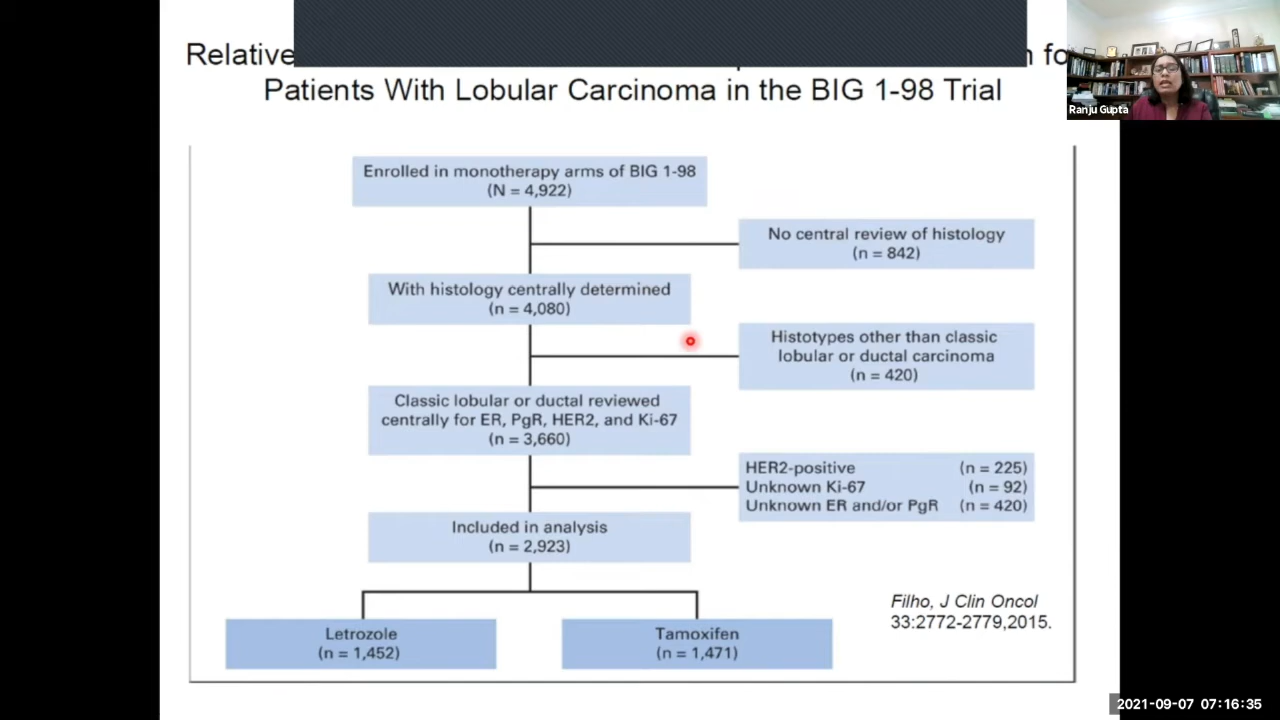 Relative
n fo
Patients With Lobular Carcinoma in the BIG 1-98 Trial
Ranju Gupta
Enrolled in monotherapy arms of BIG 1-98
(N = 4,922)
No central review of histology
(n = 842)
With histology centrally determined
(n = 4,080)
Histotypes other than classic
lobular or ductal carcinoma
(n = 420)
Classic lobular or ductal reviewed
centrally for ER, PgR, HER2, and Ki-67
(n = 3,660)
HER2-positive (n = 225)
Unknown Ki-67 (n = 92)
Unknown ER and/or PgR (n = 420)
Included in analysis
(n = 2,923)
Filho, J Clin Oncol
33:2772-2779,2015.
Letrozole
(n = 1,452)
Tamoxifen
(n = 1,471)
2021-09-07 07:16:35